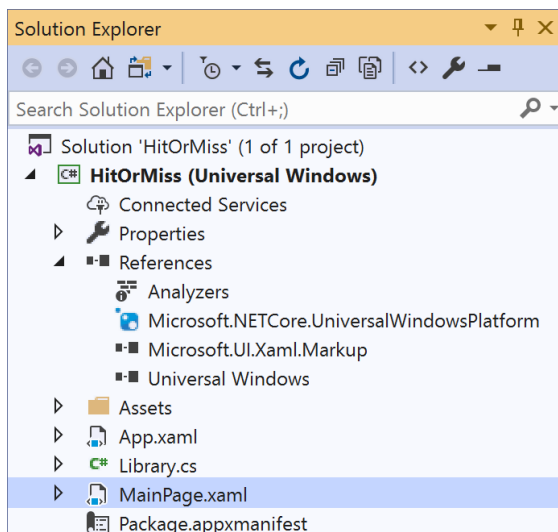 Solution Explorer
Search Solution Explorer (Ctrl+;)
Solution 'HitOrMiss' (1 of 1 project)
C# HitOrMiss (Universal Windows)
Connected Services
Properties
References
Analyzers
Microsoft.NETCore.UniversalWindowsPlatform
Microsoft.UI.Xaml.Markup
Universal Windows
Assets
App.xaml
C# Library.cs
MainPage.xaml
Package.appxmanifest